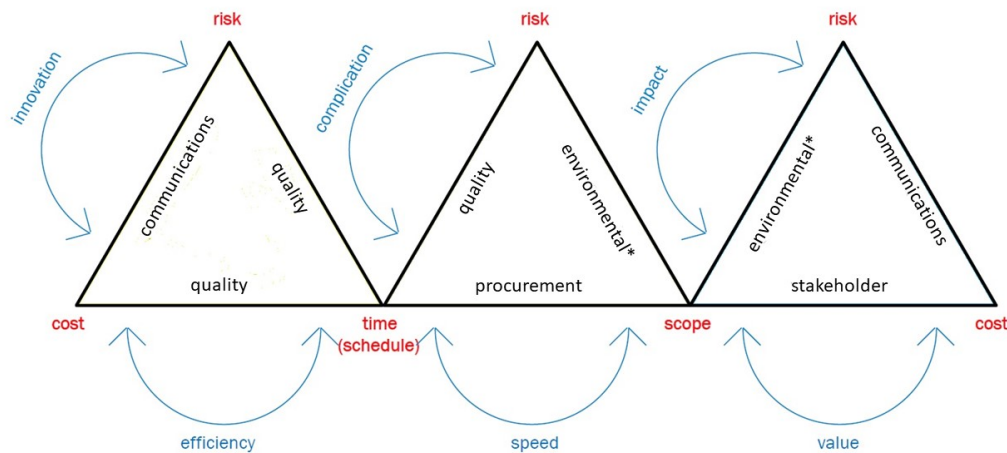 risk
risk
risk
innovation
complication
impact
communications
quality
quality
environmental*
environmental*
communications
quality
procurement
stakeholder
cost
time
(schedule)
scope
cost
efficiency
speed
value